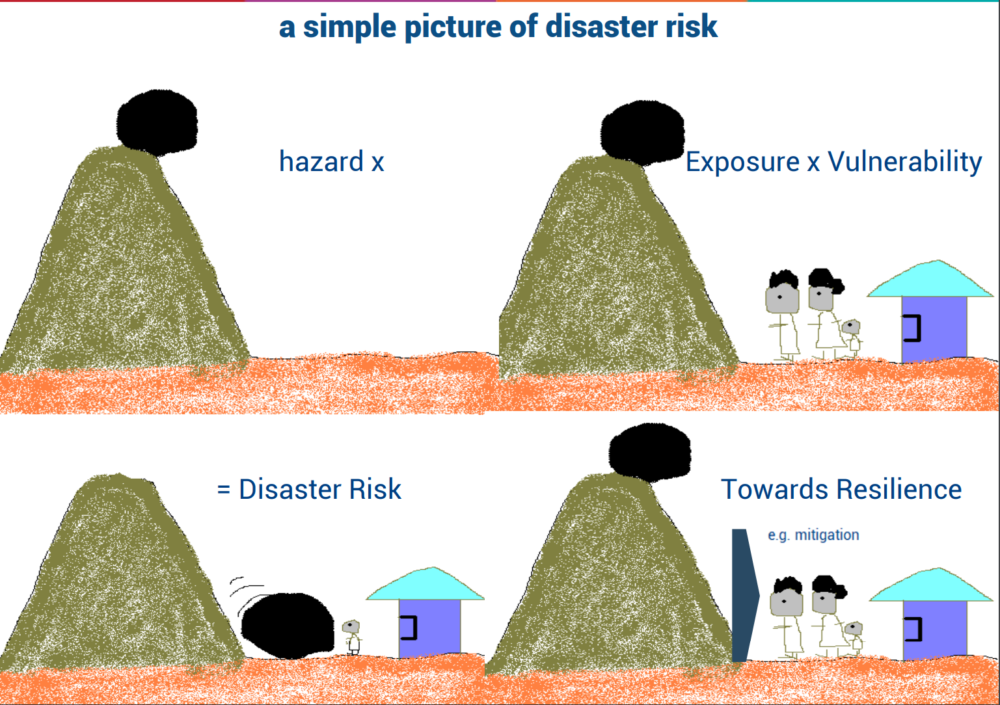 a simple picture of disaster risk
hazard x
Exposure x Vulnerability
= Disaster Risk
Towards Resilience
e.g. mitigation